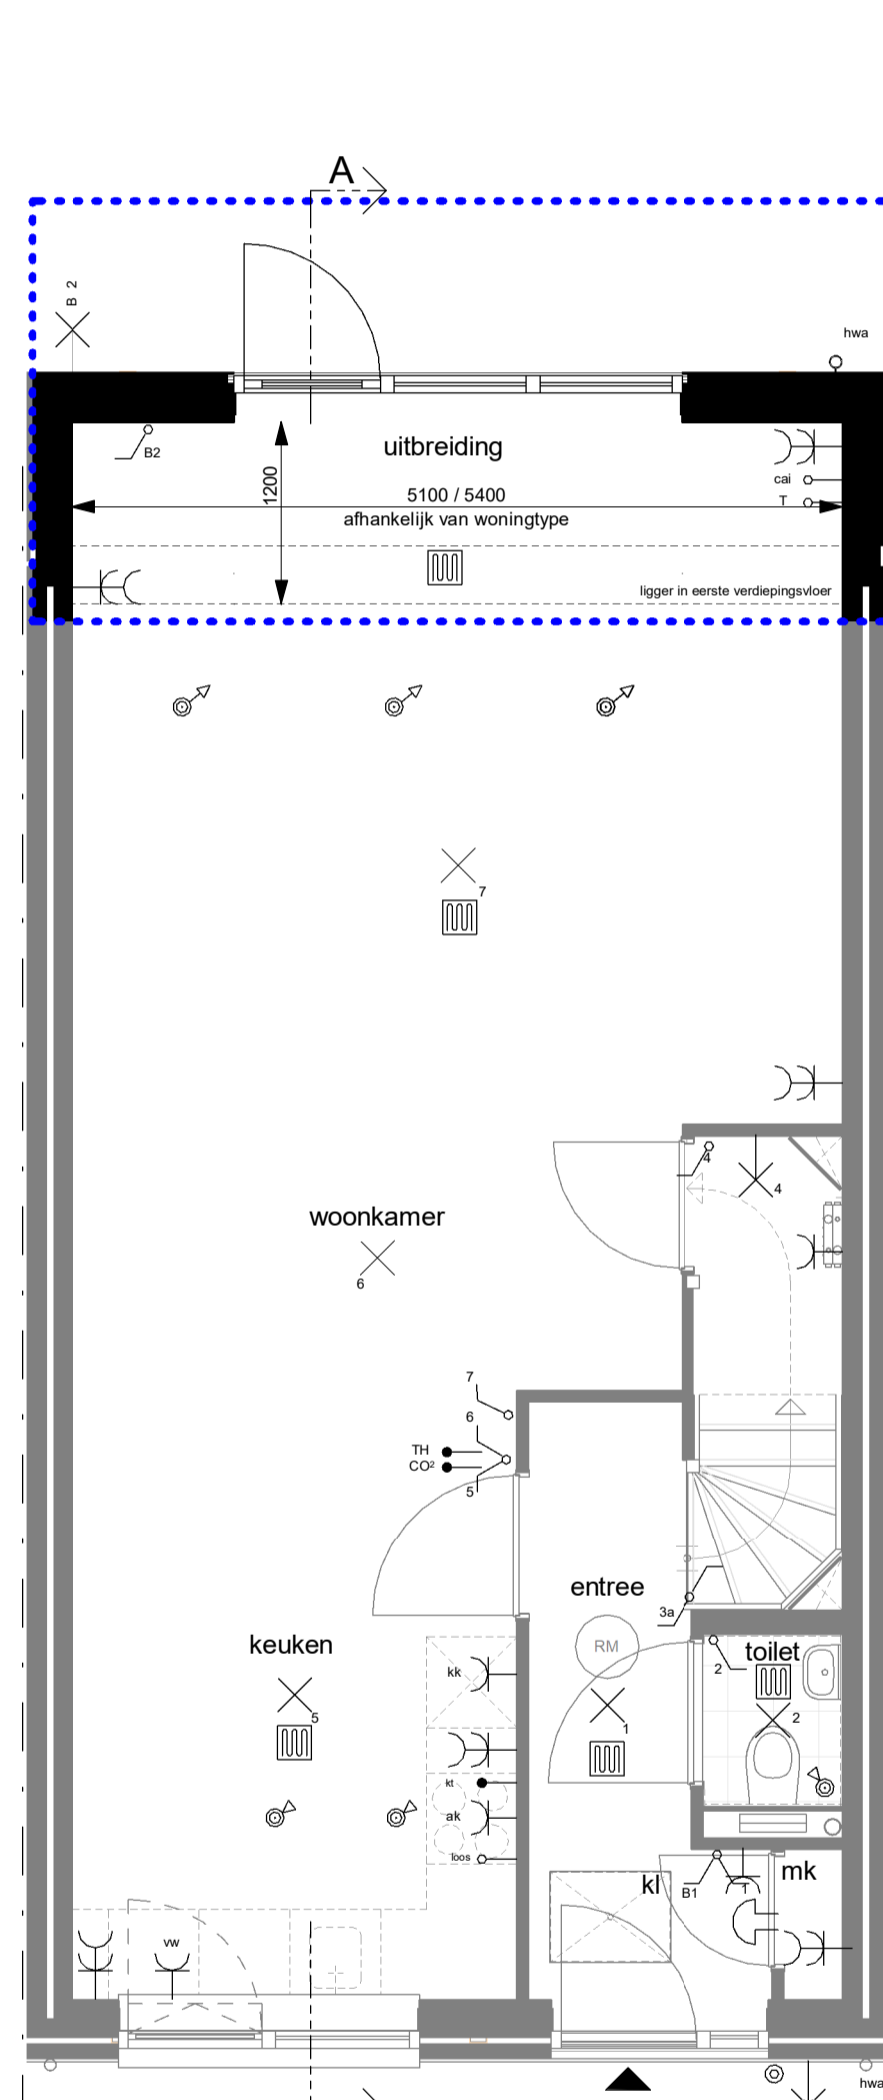 A
B 2
hwa
B2
uitbreiding
1200
cai
5100 / 5400
T
afhankelijk van woningtype
ligger in eerste verdiepingsvloer
7
4
4
woonkamer
6
7
6
TH
CO²
5
entree
3a
keuken
RM
toilet
2
kk
5
1
2
kt
ak
loos
kl
B1
1
mk
vw
hwa